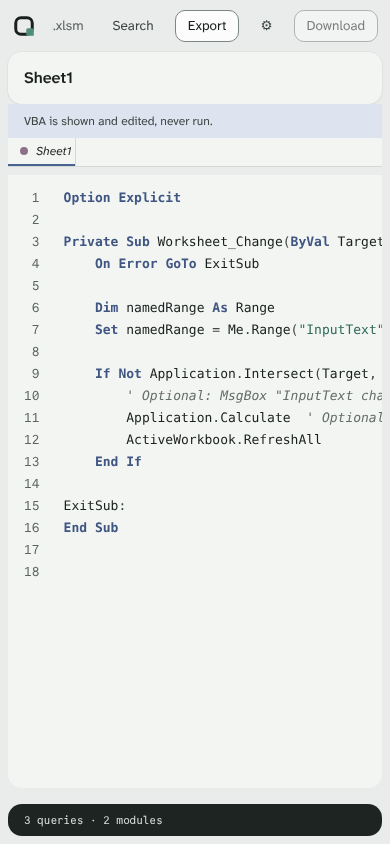 .xlsm Search Export Download
Sheet1
VBA is shown and edited, never run.
Sheet1
1 Option Explicit
2
3 Private Sub Worksheet_Change(ByVal Target
4 On Error GoTo ExitSub
5
6 Dim namedRange As Range
7 Set namedRange = Me.Range("InputText"
8
9 If Not Application.Intersect(Target,
10 ' Optional: MsgBox "InputText cha
11 Application.Calculate ' Optional
12 ActiveWorkbook.RefreshAll
13 End If
14
15 ExitSub:
16 End Sub
17
18
3 queries · 2 modules